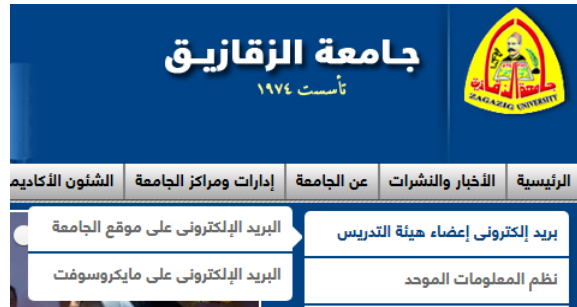 جامعة الزقازيق
تأسست ١٩٧٤
ZAGAZIG UNIVERSITY
الرئيسية
الأخبار والنشرات
عن الجامعة
إدارات ومراكز الجامعة
الشئون الأكاديم
بريد إلكترونى إعضاء هيئة التدريس
البريد الإلكترونى على موقع الجامعة
نظم المعلومات الموحد
البريد الإلكترونى على مايكروسوفت